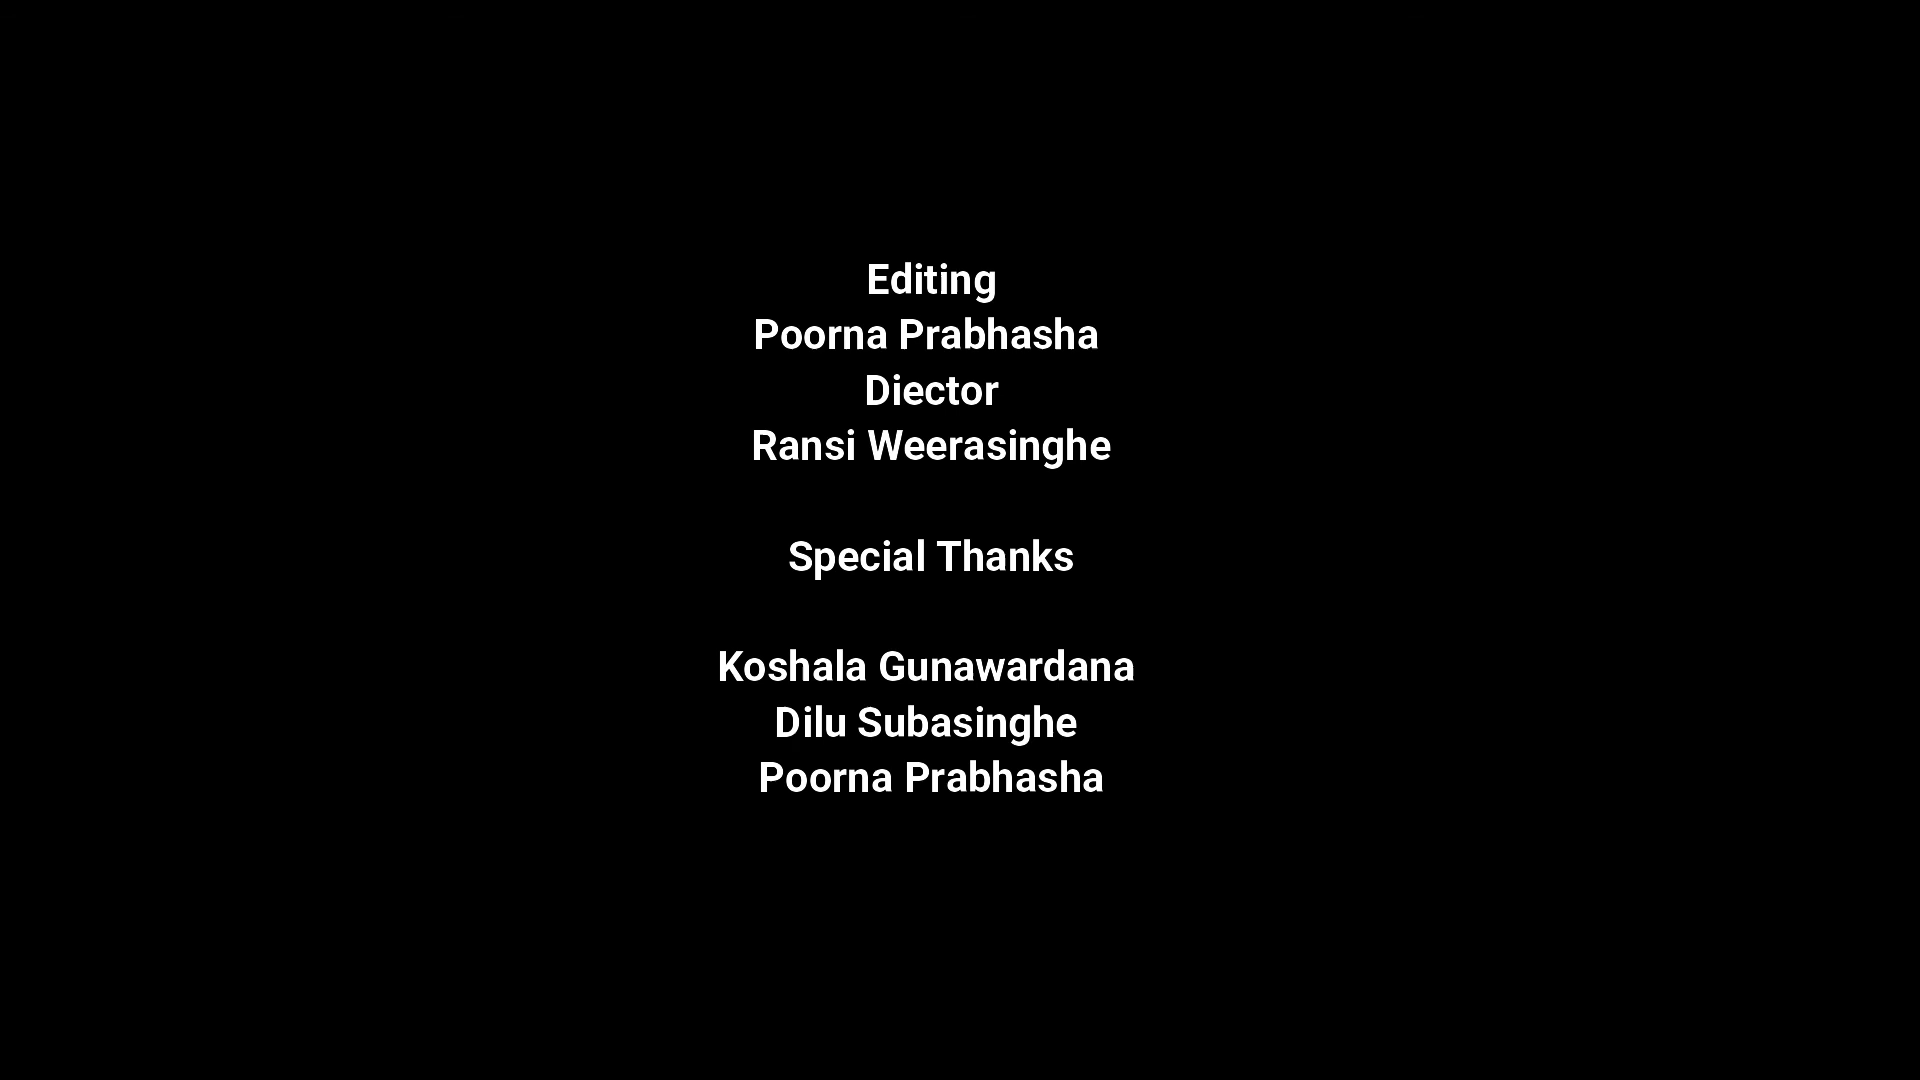 Editing
Poorna Prabhasha
Diector
Ransi Weerasinghe
Special Thanks
Koshala Gunawardana
Dilu Subasinghe
Poorna Prabhasha